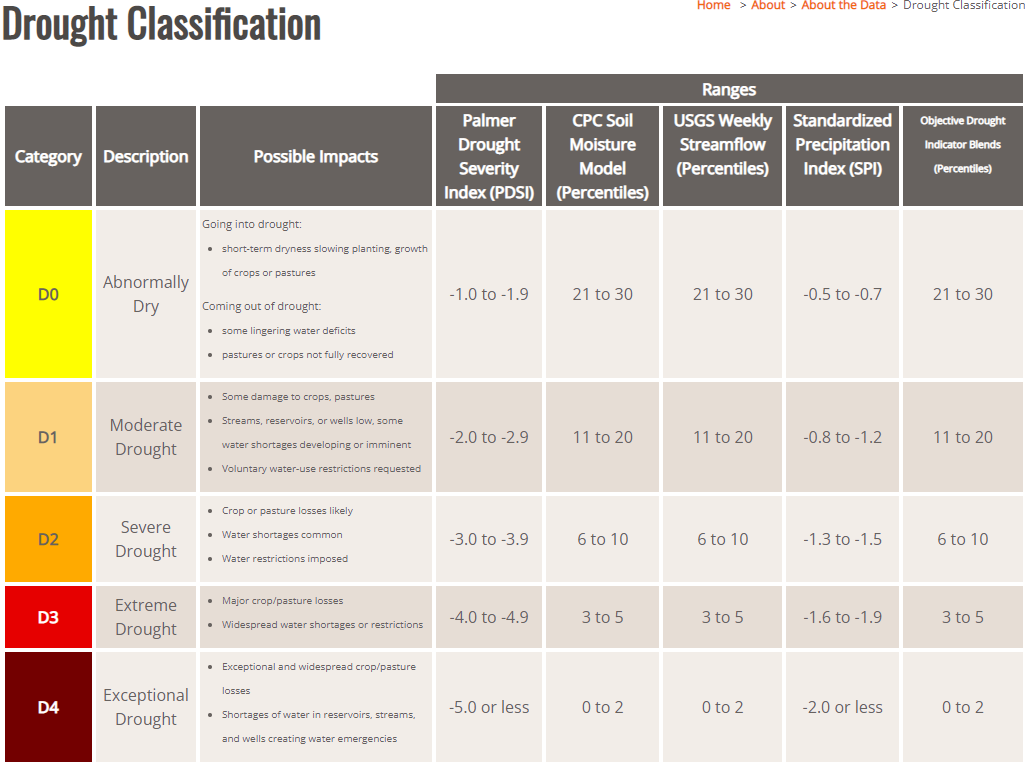 Home > About > About the Data > Drought Classification
Drought Classification
Ranges
Category Description Possible Impacts Palmer Drought Severity Index (PDSI) CPC Soil Moisture Model (Percentiles) USGS Weekly Streamflow (Percentiles) Standardized Precipitation Index (SPI) Objective Drought Indicator Blends (Percentiles)
D0
Abnormally
Dry
Going into drought:
• short-term dryness slowing planting, growth
of crops or pastures
Coming out of drought:
• some lingering water deficits
• pastures or crops not fully recovered
-1.0 to -1.9 21 to 30 21 to 30 -0.5 to -0.7 21 to 30
D1
Moderate
Drought
• Some damage to crops, pastures
• Streams, reservoirs, or wells low, some
water shortages developing or imminent
• Voluntary water-use restrictions requested
-2.0 to -2.9 11 to 20 11 to 20 -0.8 to -1.2 11 to 20
D2
Severe
Drought
• Crop or pasture losses likely
• Water shortages common
• Water restrictions imposed
-3.0 to -3.9 6 to 10 6 to 10 -1.3 to -1.5 6 to 10
D3
Extreme
Drought
• Major crop/pasture losses
• Widespread water shortages or restrictions
-4.0 to -4.9 3 to 5 3 to 5 -1.6 to -1.9 3 to 5
D4
Exceptional
Drought
• Exceptional and widespread crop/pasture
losses
• Shortages of water in reservoirs, streams,
and wells creating water emergencies
-5.0 or less 0 to 2 0 to 2 -2.0 or less 0 to 2